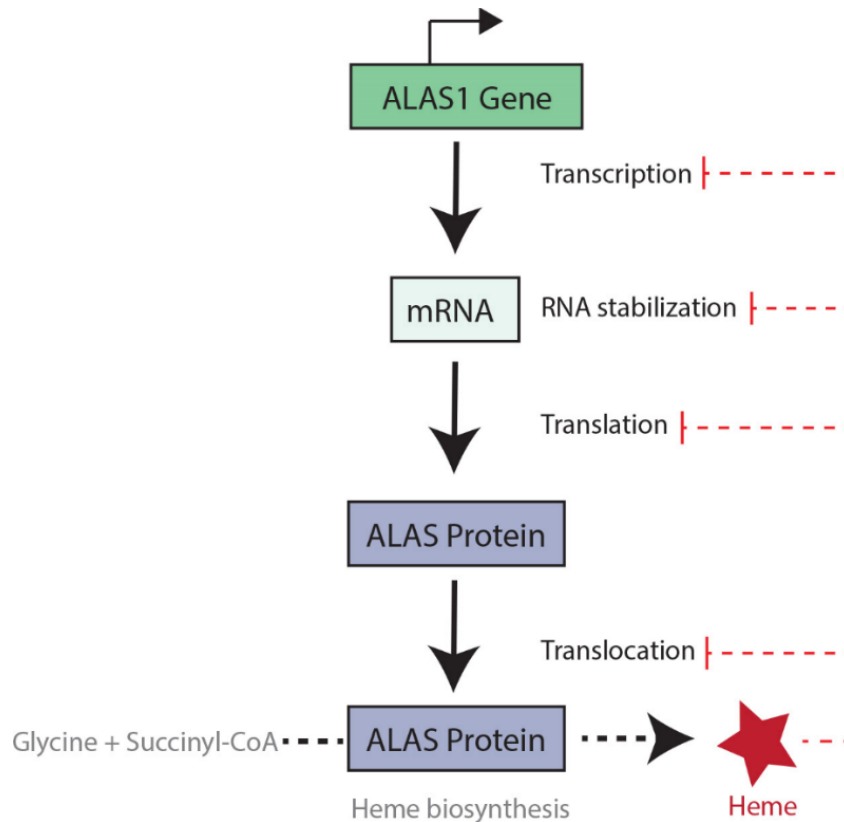 ALAS1 Gene
Transcription
mRNA
RNA stabilization
Translation
ALAS Protein
Translocation
Glycine + Succinyl-CoA
ALAS Protein
Heme biosynthesis
Heme